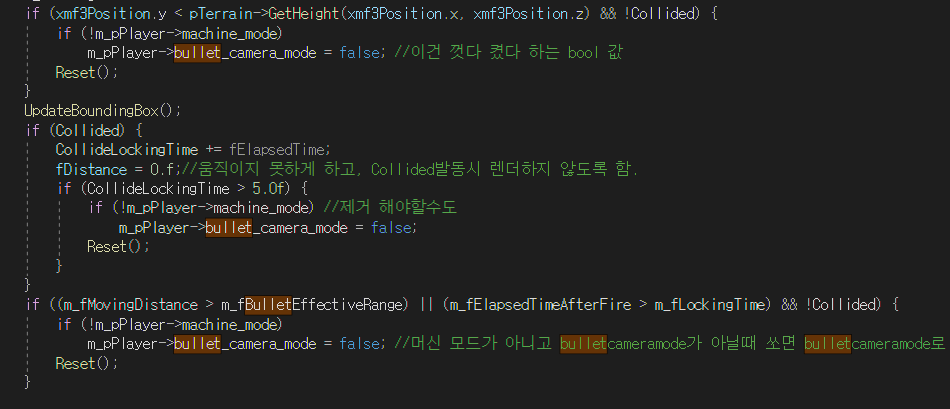 if (xmf3Position.y < pTerrain->GetHeight(xmf3Position.x, xmf3Position.z) && !Collided) {
if (!m_pPlayer->machine_mode)
m_pPlayer->bullet_camera_mode = false; //이건 껏다 켰다 하는 bool 값
Reset();
}
UpdateBoundingBox();
if (Collided) {
CollideLockingTime += fElapsedTime;
fDistance = 0.f;//움직이지 못하게 하고, Collided발동시 렌더하지 않도록 함.
if (CollideLockingTime > 5.0f) {
if (!m_pPlayer->machine_mode) //제거 해야할수도
m_pPlayer->bullet_camera_mode = false;
Reset();
}
}
if ((m_fMovingDistance > m_fBulletEffectiveRange) || (m_fElapsedTimeAfterFire > m_fLockingTime) && !Collided) {
if (!m_pPlayer->machine_mode)
m_pPlayer->bullet_camera_mode = false; //머신 모드가 아니고 bulletcameramode가 아닐때 쏘면 bulletcameramode로
Reset();
}